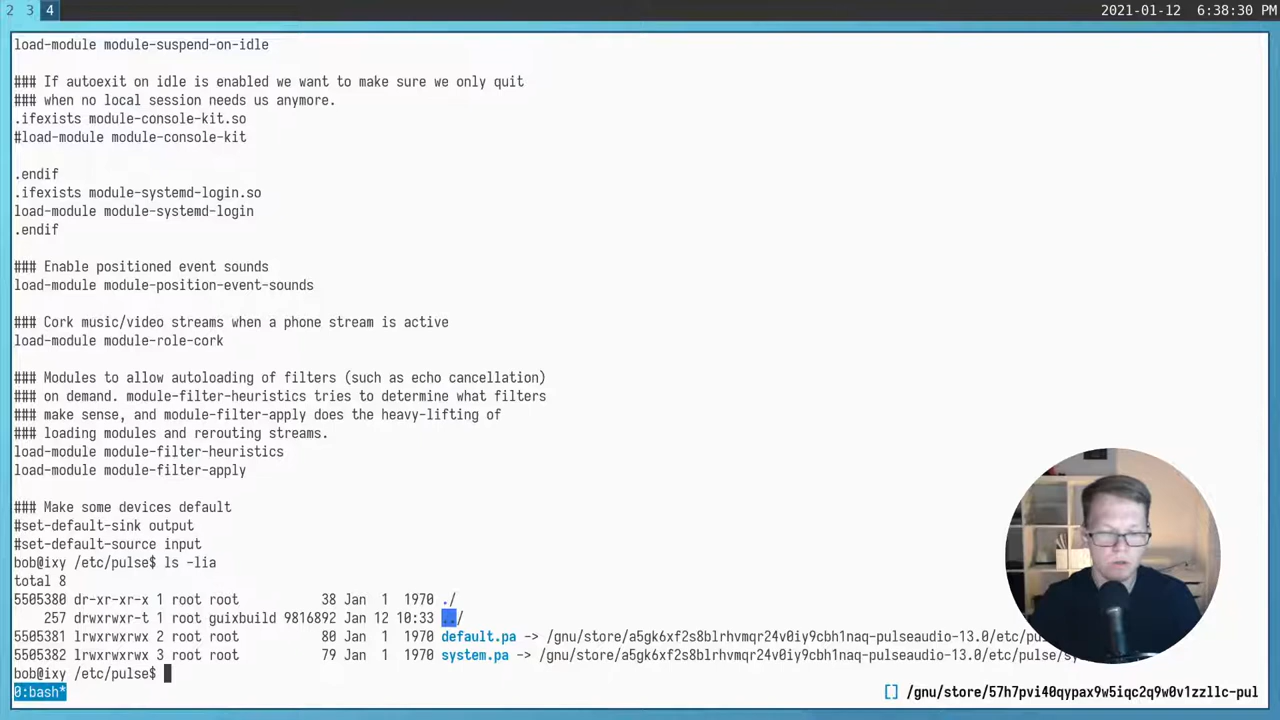 2 3 4 2021-01-12 6:38:30 PM
load-module module-suspend-on-idle
### If autoexit on idle is enabled we want to make sure we only quit
### when no local session needs us anymore.
.ifexists module-console-kit.so
#load-module module-console-kit
.endif
.ifexists module-systemd-login.so
load-module module-systemd-login
.endif
### Enable positioned event sounds
load-module module-position-event-sounds
### Cork music/video streams when a phone stream is active
load-module module-role-cork
### Modules to allow autoloading of filters (such as echo cancellation)
### on demand. module-filter-heuristics tries to determine what filters
### make sense, and module-filter-apply does the heavy-lifting of
### loading modules and rerouting streams.
load-module module-filter-heuristics
load-module module-filter-apply
### Make some devices default
#set-default-sink output
#set-default-source input
bob@ixy /etc/pulse$ ls -lia
total 8
5505380 dr-xr-xr-x 1 root root 38 Jan 1 1970 ./
257 drwxrwxr-t 1 root guixbuild 9816892 Jan 12 10:33 ../
5505381 lrwxrwxrwx 2 root root 80 Jan 1 1970 default.pa -> /gnu/store/a5gk6xf2s8blrhvmqr24v0iy9cbh1naq-pulseaudio-13.0/etc/pu
5505382 lrwxrwxrwx 3 root root 79 Jan 1 1970 system.pa -> /gnu/store/a5gk6xf2s8blrhvmqr24v0iy9cbh1naq-pulseaudio-13.0/etc/pulse/sy
bob@ixy /etc/pulse$
0:bash* [] /gnu/store/57h7pvi40qypax9w5iqc2q9w0v1zzllc-pul